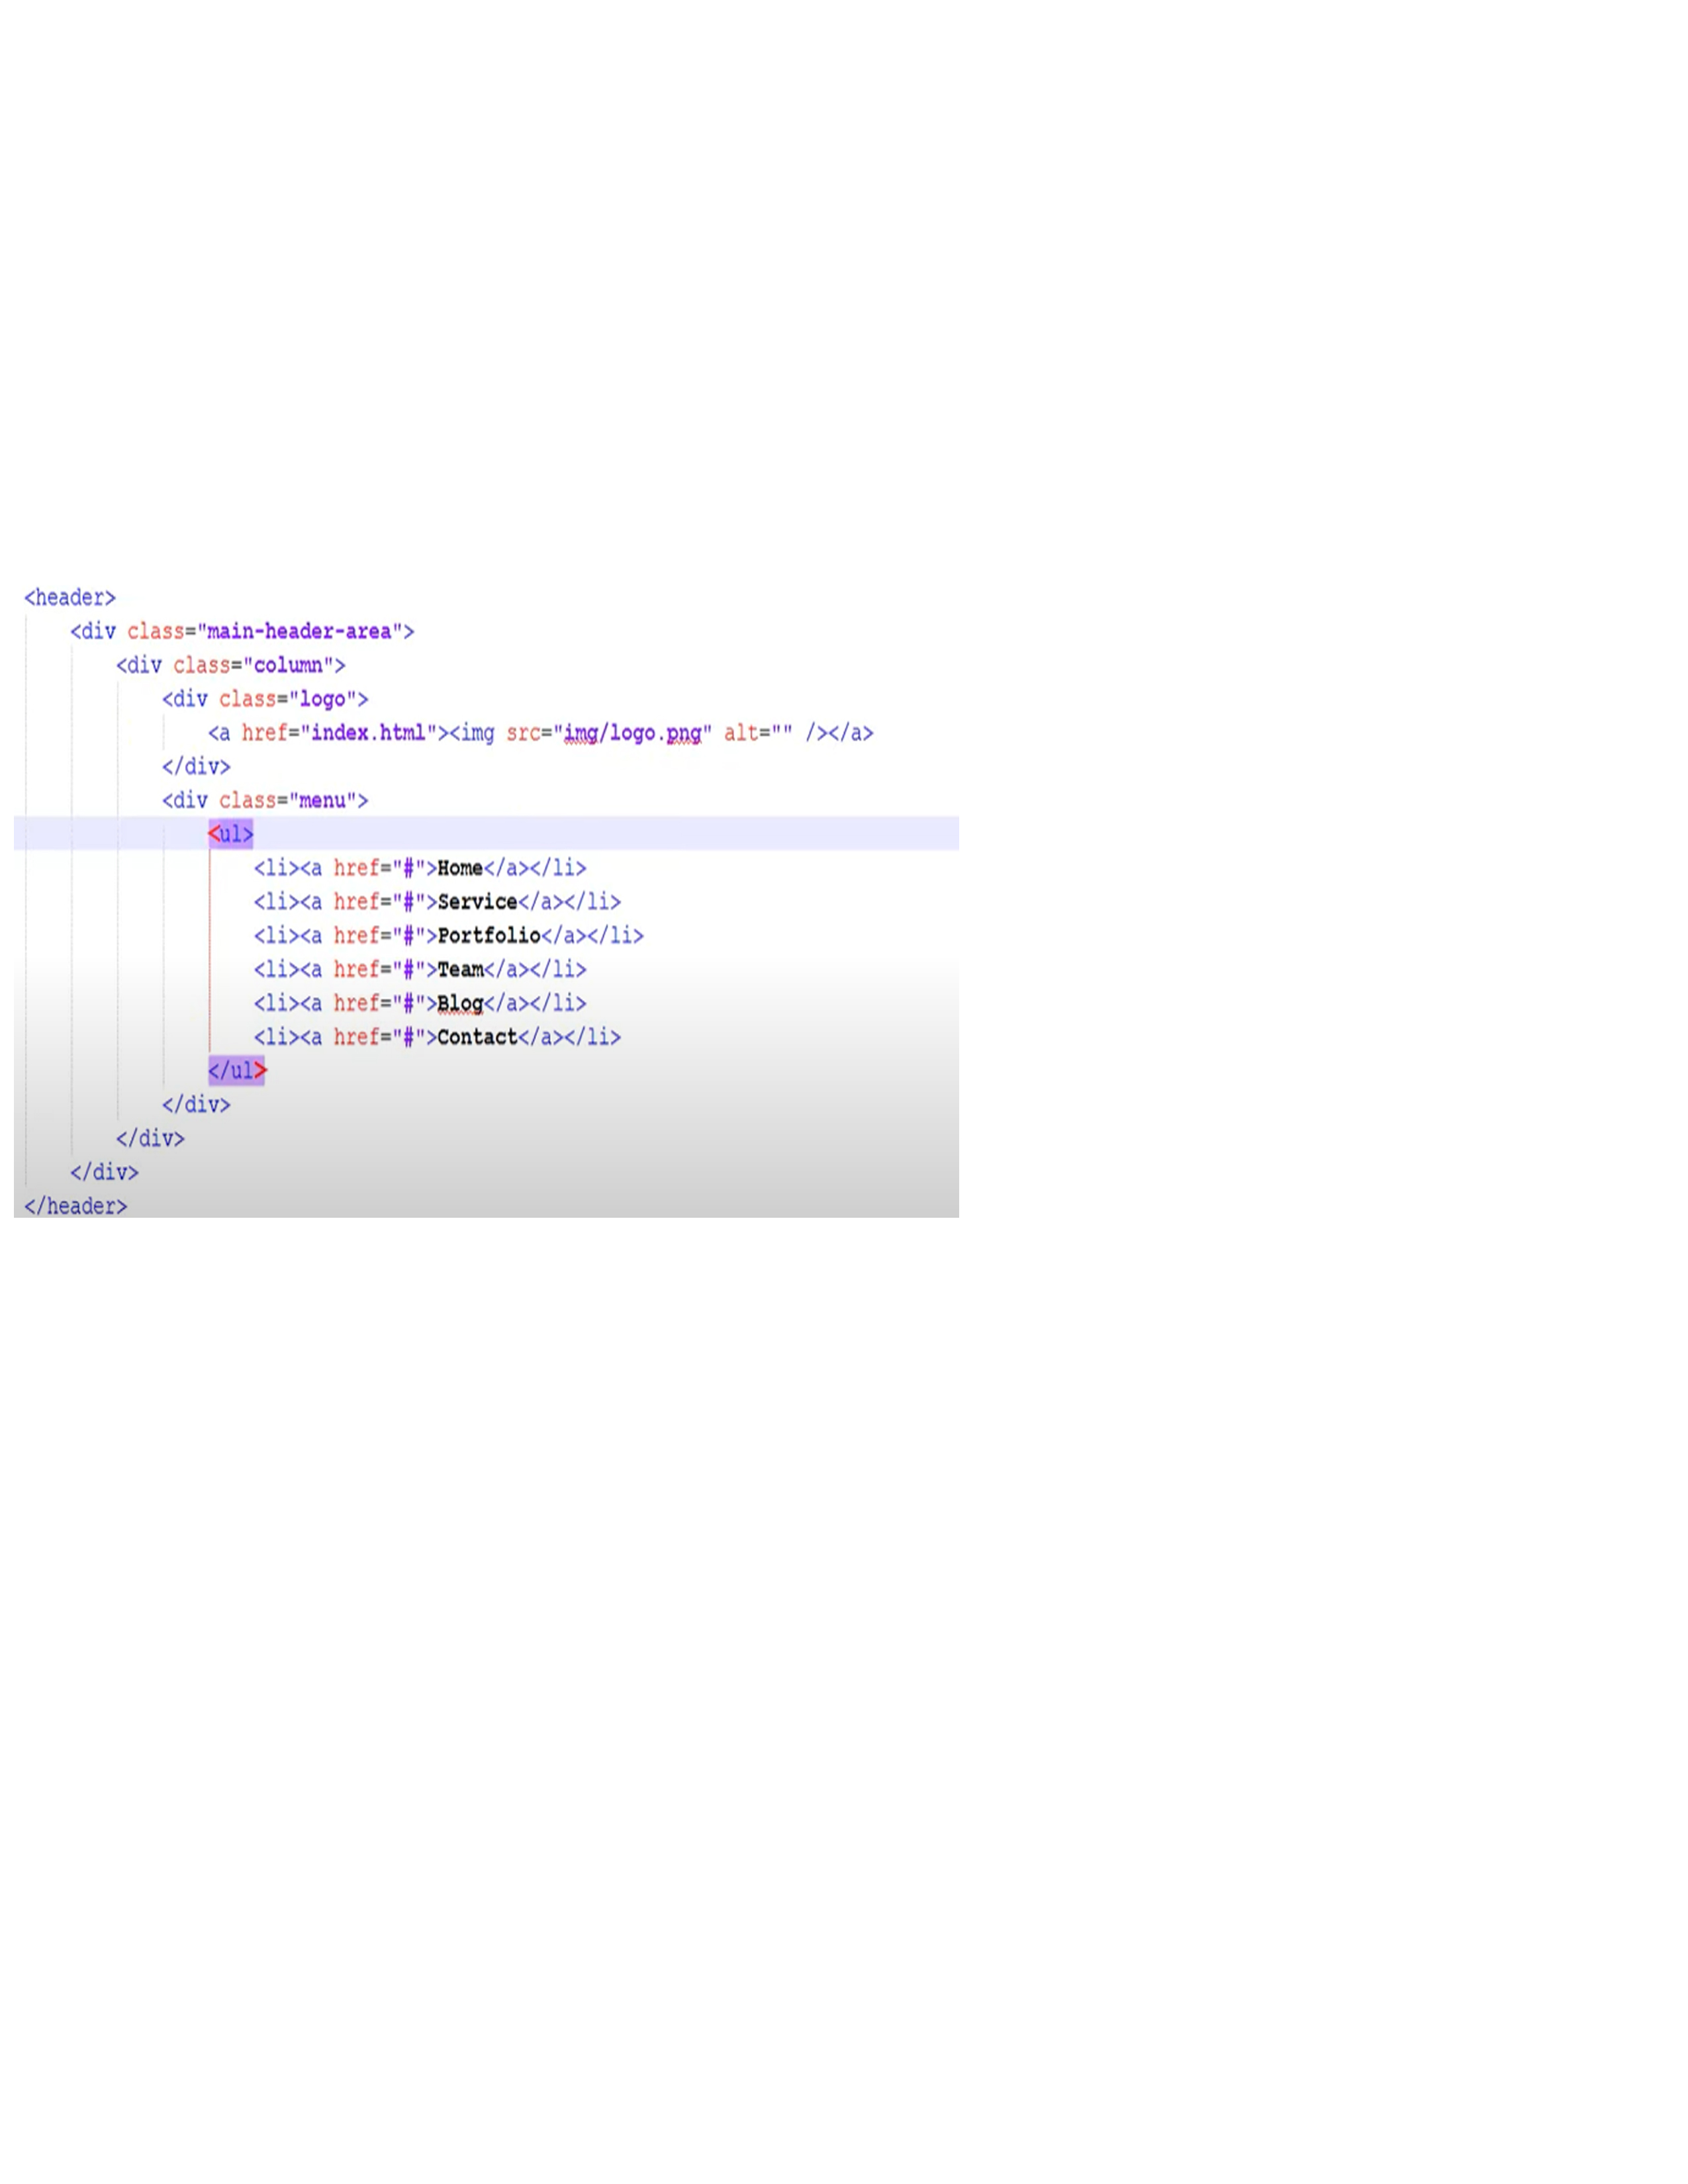 <header>
<div class="main-header-area">
<div class="column">
<div class="logo">
<a href="index.html"><img src="img/logo.png" alt="" /></a>
</div>
<div class="menu">
<ul>
<li><a href="#">Home</a></li>
<li><a href="#">Service</a></li>
<li><a href="#">Portfolio</a></li>
<li><a href="#">Team</a></li>
<li><a href="#">Blog</a></li>
<li><a href="#">Contact</a></li>
</ul>
</div>
</div>
</div>
</header>